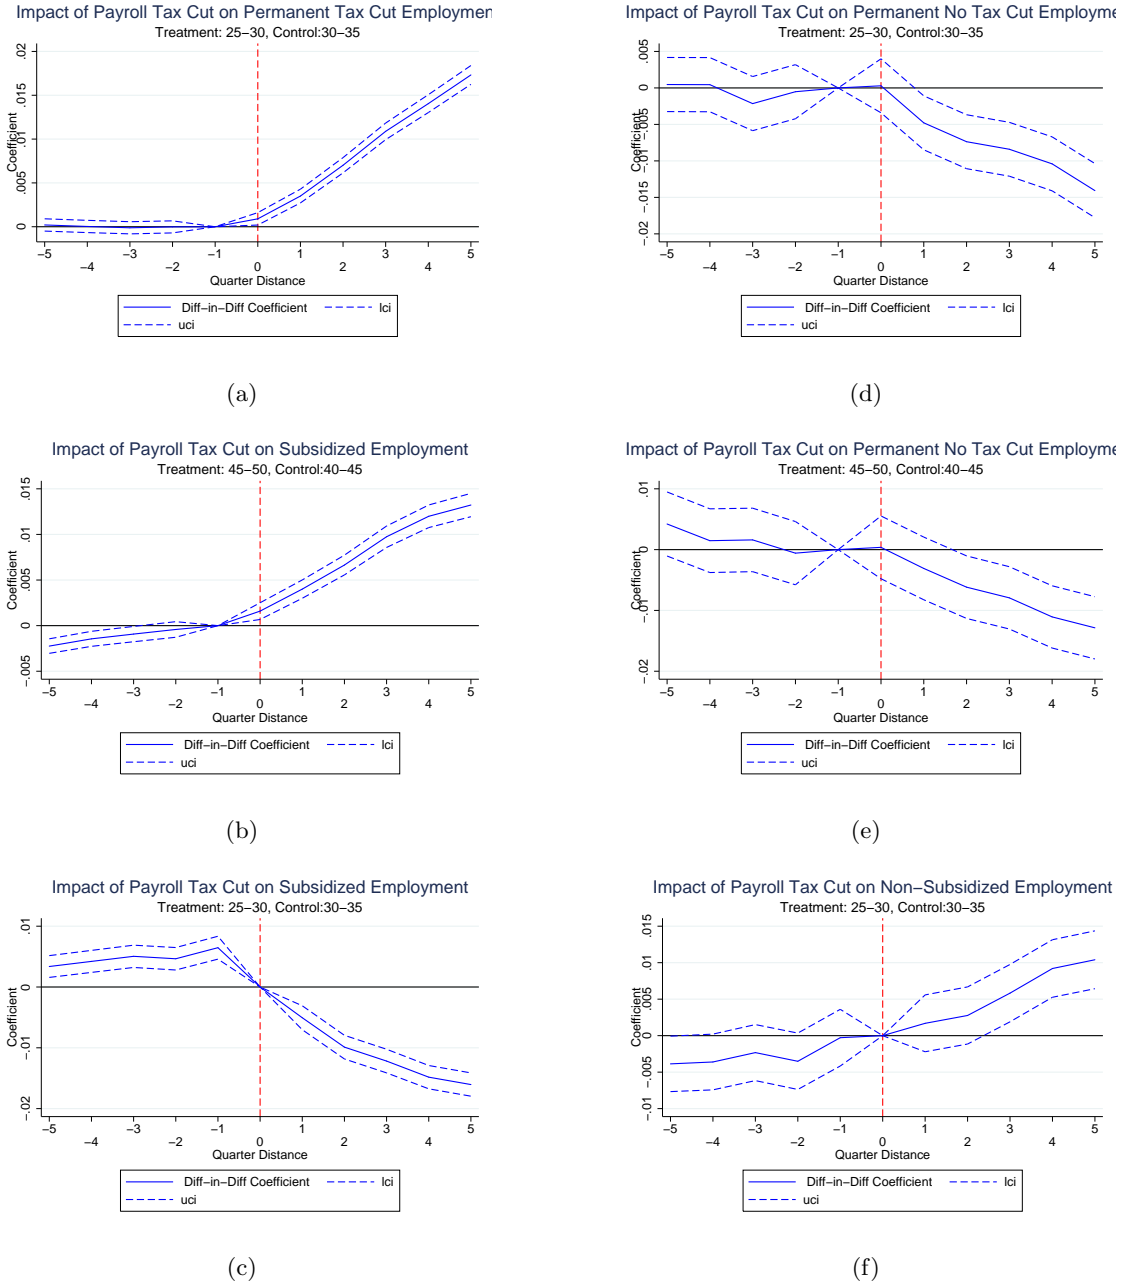 Impact of Payroll Tax Cut on Permanent Tax Cut Employmen
Treatment: 25−30, Control:30−35
Coefficient
.02
.015
.01
.005
0
−5 −4 −3 −2 −1 0 1 2 3 4 5
Quarter Distance
Diff−in−Diff Coefficient lci
uci
(a)
Impact of Payroll Tax Cut on Permanent No Tax Cut Employme
Treatment: 25−30, Control:30−35
Coefficient
.005
0
−.005
−.01
−.015
−.02
−5 −4 −3 −2 −1 0 1 2 3 4 5
Quarter Distance
Diff−in−Diff Coefficient lci
uci
(d)
Impact of Payroll Tax Cut on Subsidized Employment
Treatment: 45−50, Control:40−45
Coefficient
.015
.01
.005
0
−.005
−5 −4 −3 −2 −1 0 1 2 3 4 5
Quarter Distance
Diff−in−Diff Coefficient lci
uci
(b)
Impact of Payroll Tax Cut on Permanent No Tax Cut Employme
Treatment: 45−50, Control:40−45
Coefficient
.01
0
−.01
−.02
−5 −4 −3 −2 −1 0 1 2 3 4 5
Quarter Distance
Diff−in−Diff Coefficient lci
uci
(e)
Impact of Payroll Tax Cut on Subsidized Employment
Treatment: 25−30, Control:30−35
Coefficient
.01
0
−.01
−.02
−5 −4 −3 −2 −1 0 1 2 3 4 5
Quarter Distance
Diff−in−Diff Coefficient lci
uci
(c)
Impact of Payroll Tax Cut on Non−Subsidized Employment
Treatment: 25−30, Control:30−35
Coefficient
.015
.01
.005
0
−.005
−.01
−5 −4 −3 −2 −1 0 1 2 3 4 5
Quarter Distance
Diff−in−Diff Coefficient lci
uci
(f)